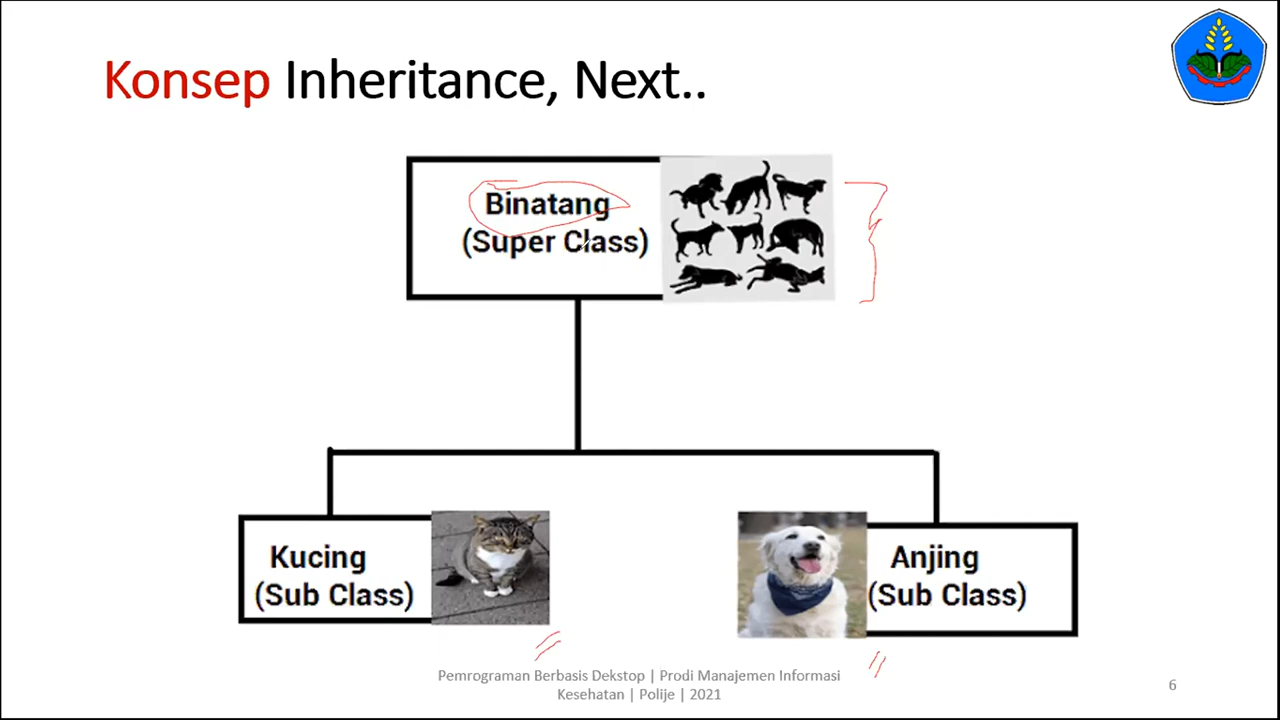 Konsep Inheritance, Next..
Binatang
(Super Class)
Kucing
(Sub Class)
Anjing
(Sub Class)
Pemrograman Berbasis Dekstop | Prodi Manajemen Informasi
Kesehatan | Polije | 2021
6